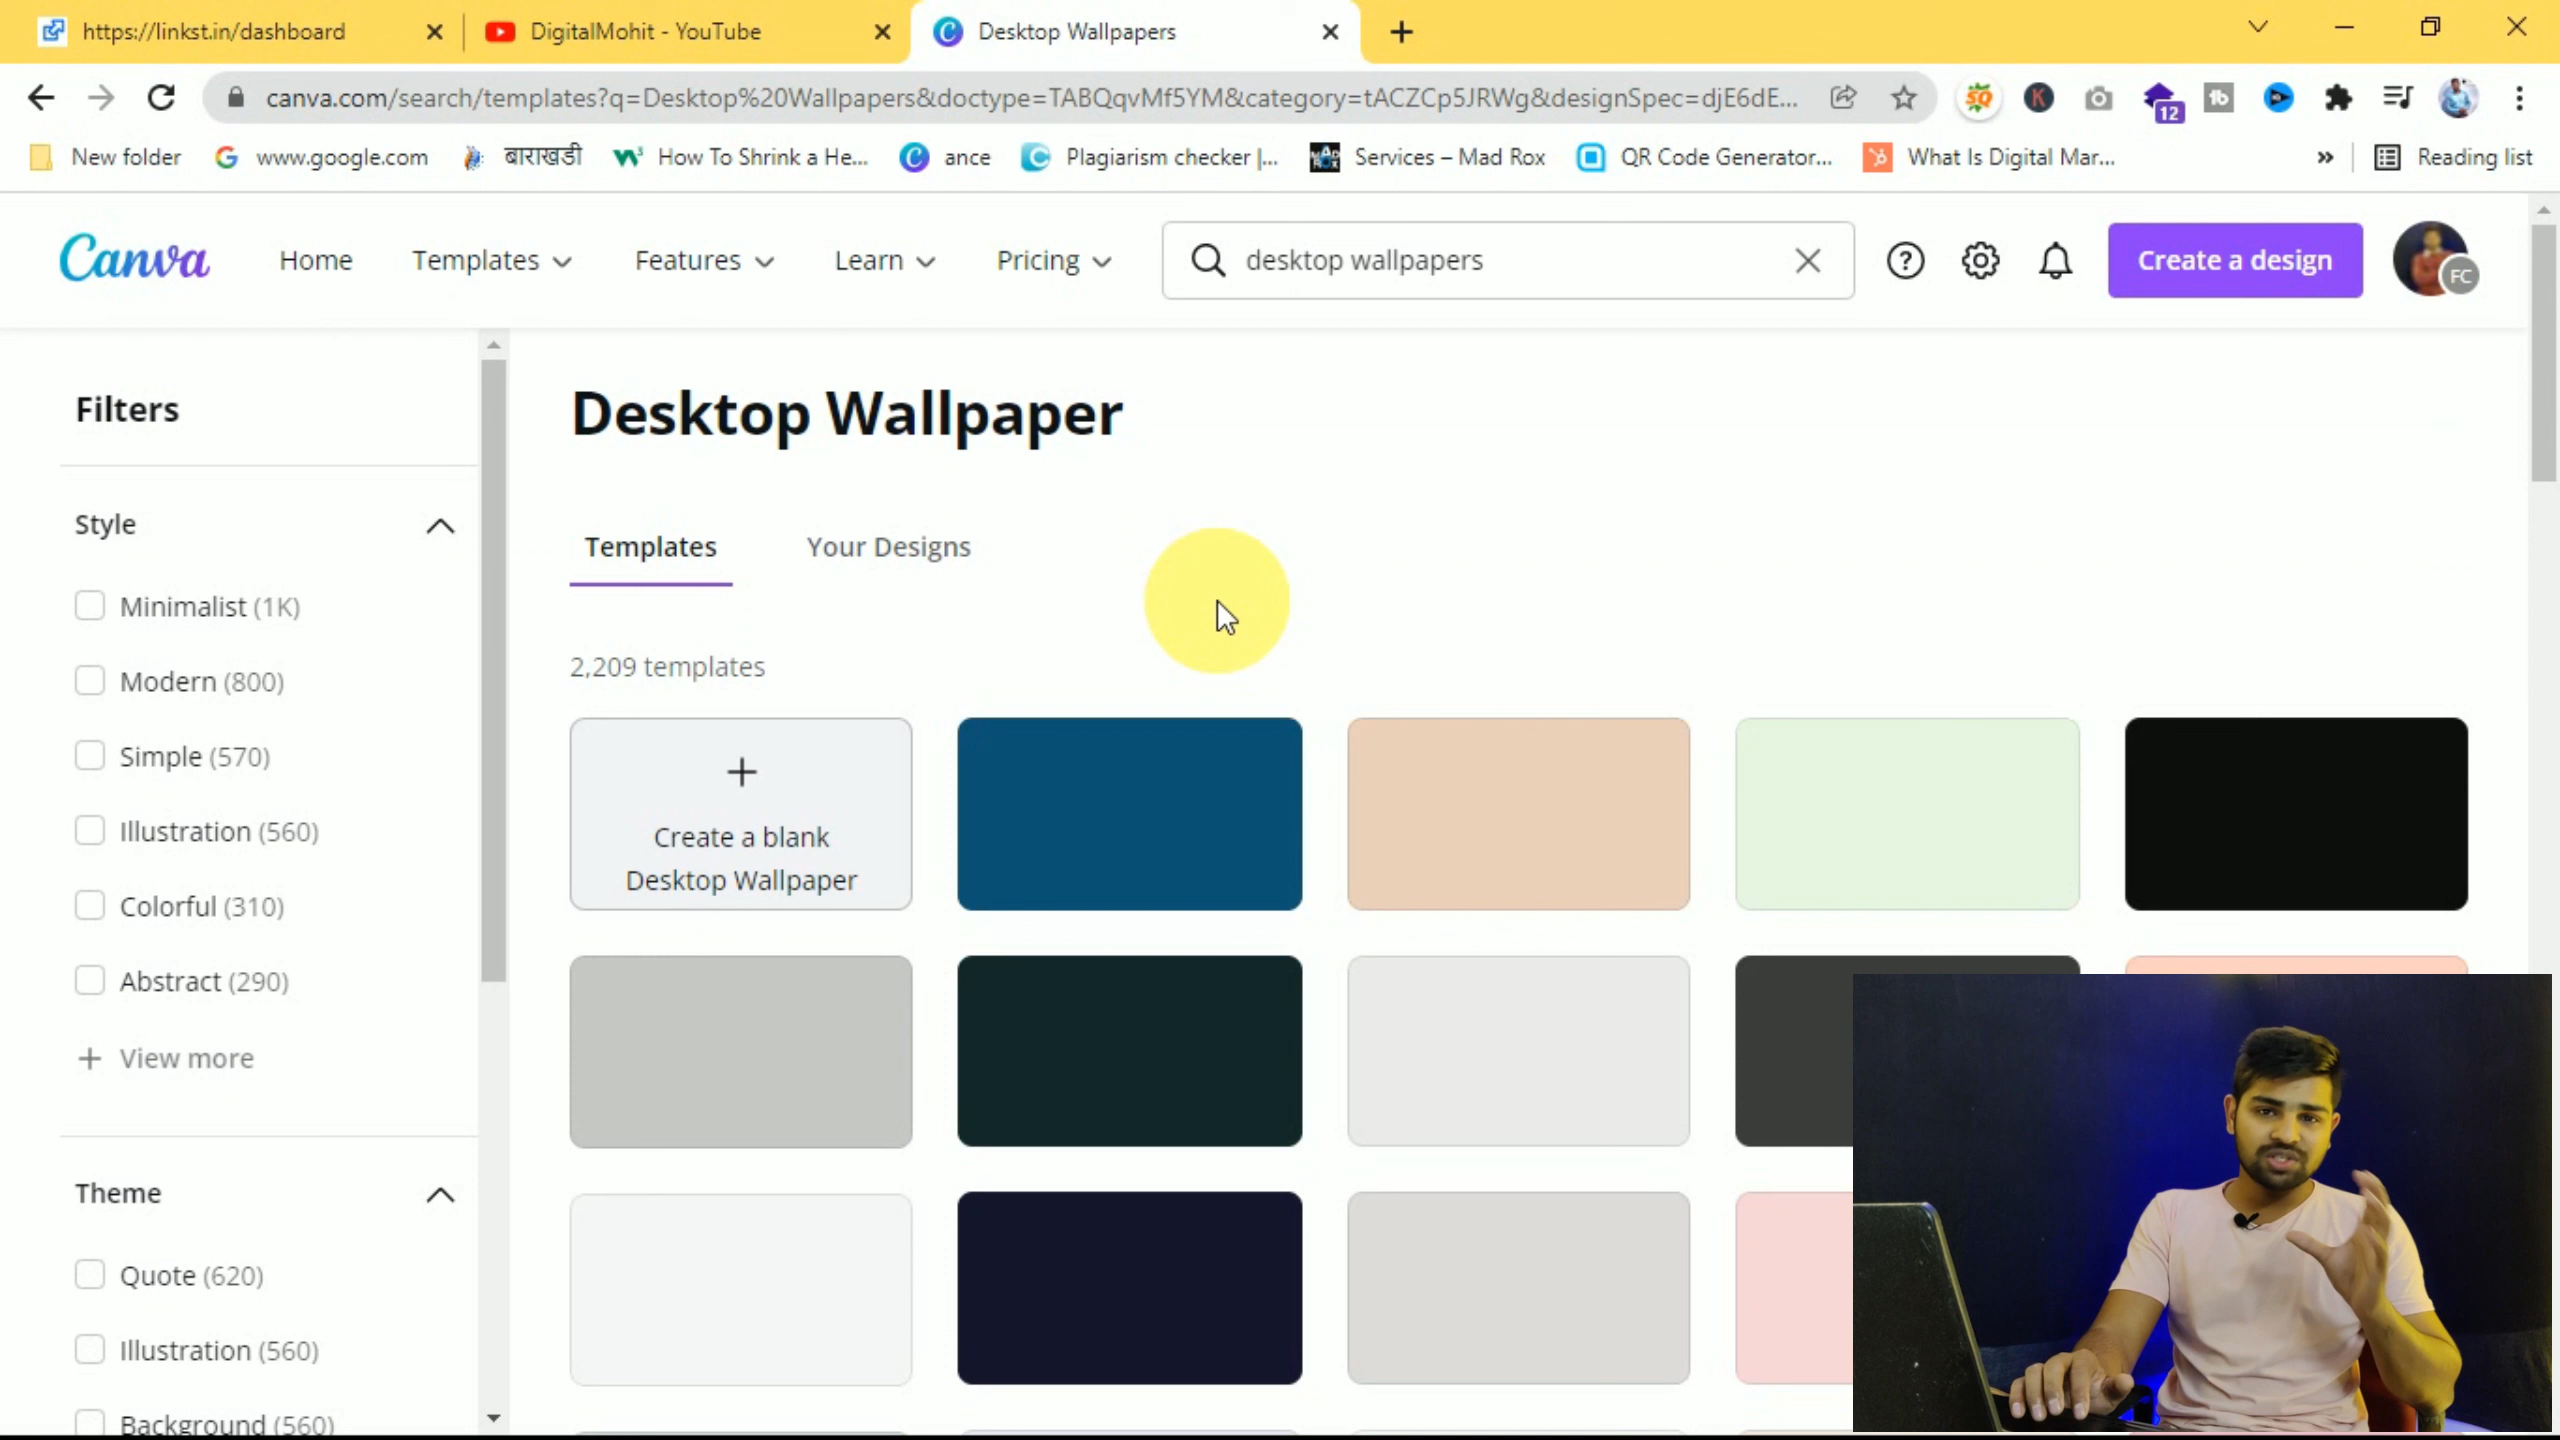 https://linkst.in/dashboard
DigitalMohit - YouTube
Desktop Wallpapers
canva.com/search/templates?q=Desktop%20Wallpapers&doctype=TABQqvMf5YM&category=tACZCp5JRWg&designSpec=djE6dE...
SQ
K
12
1b
New folder
www.google.com
बाराखडी
How To Shrink a He...
ance
Plagiarism checker |...
Services – Mad Rox
QR Code Generator...
What Is Digital Mar...
Reading list
Canva
Home
Templates
Features
Learn
Pricing
desktop wallpapers
Create a design
FC
Filters
Style
Minimalist (1K)
Modern (800)
Simple (570)
Illustration (560)
Colorful (310)
Abstract (290)
View more
Theme
Quote (620)
Illustration (560)
Background (560)
Desktop Wallpaper
Templates
Your Designs
2,209 templates
Create a blank
Desktop Wallpaper